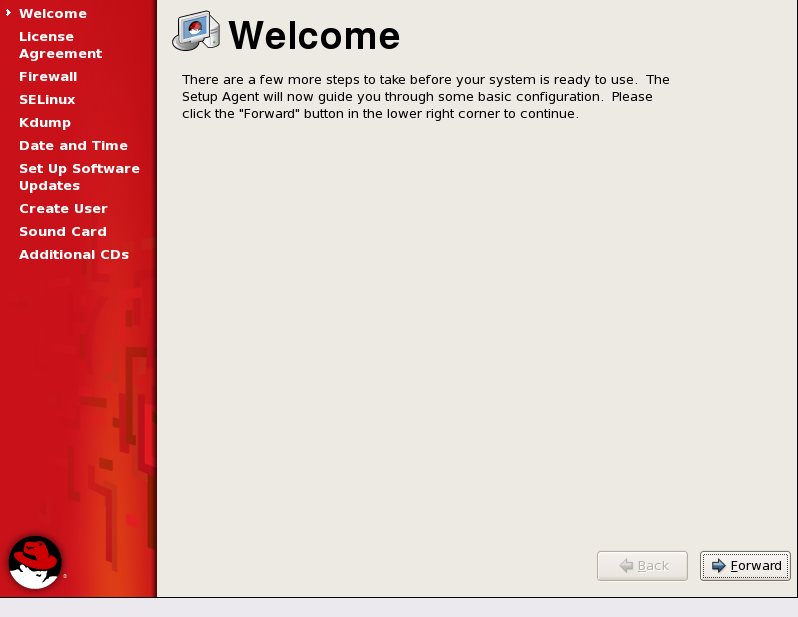 Welcome
License
Agreement
Firewall
SELinux
Kdump
Date and Time
Set Up Software
Updates
Create User
Sound Card
Additional CDs
Welcome
There are a few more steps to take before your system is ready to use.  The
Setup Agent will now guide you through some basic configuration.  Please
click the "Forward" button in the lower right corner to continue.
Back
Forward